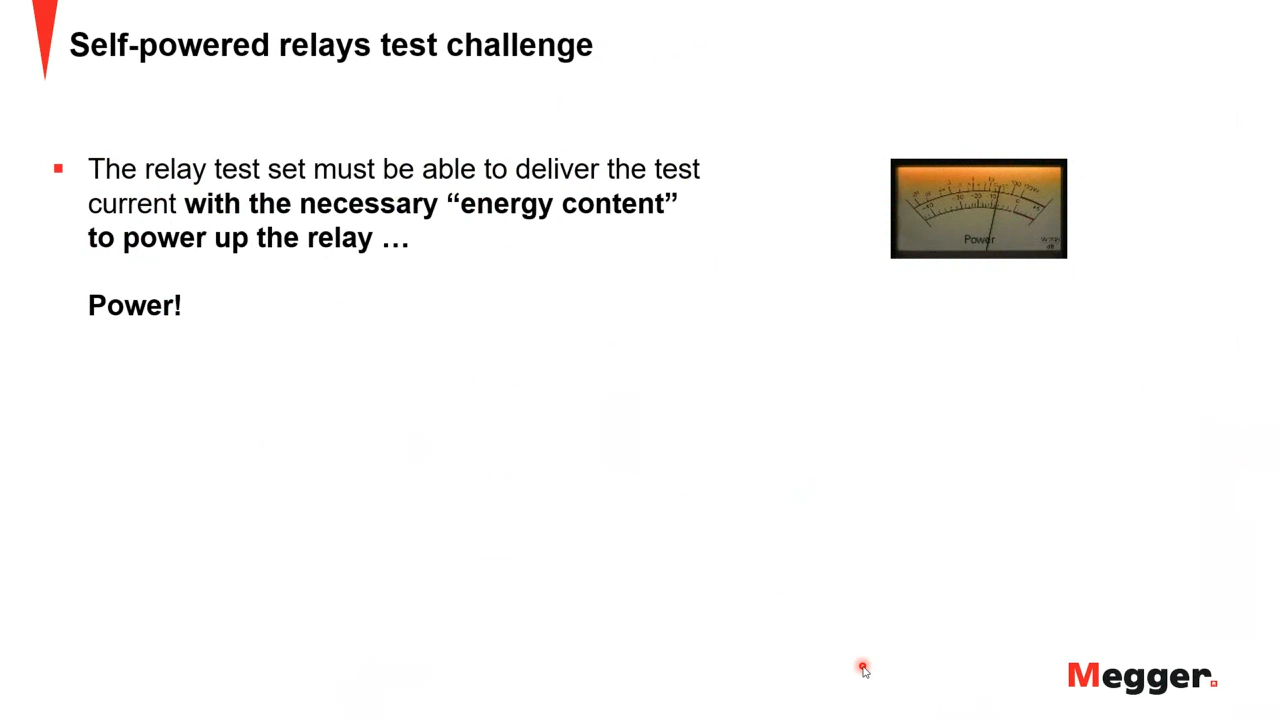 Self-powered relays test challenge
The relay test set must be able to deliver the test
current with the necessary “energy content”
to power up the relay …
Power!
Power
dB
Megger.